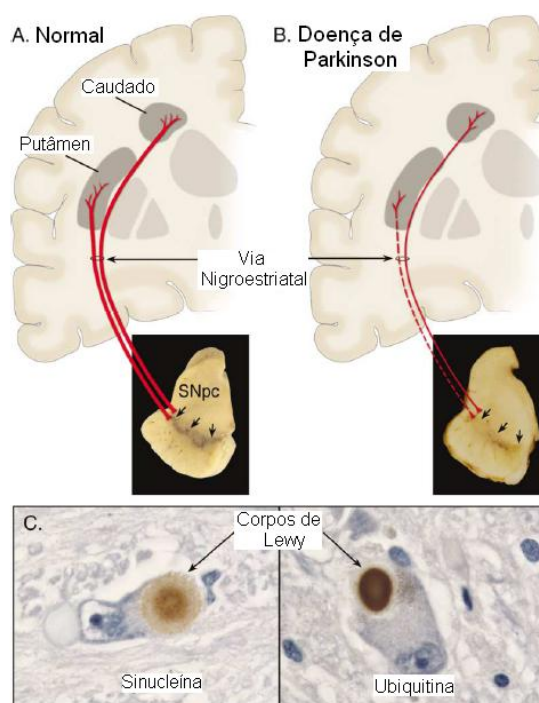 A. Normal
B. Doença de
Parkinson
Caudado
Putâmen
Via
Nigroestriatal
SNpc
C.
Corpos de
Lewy
Sinucleína
Ubiquitina